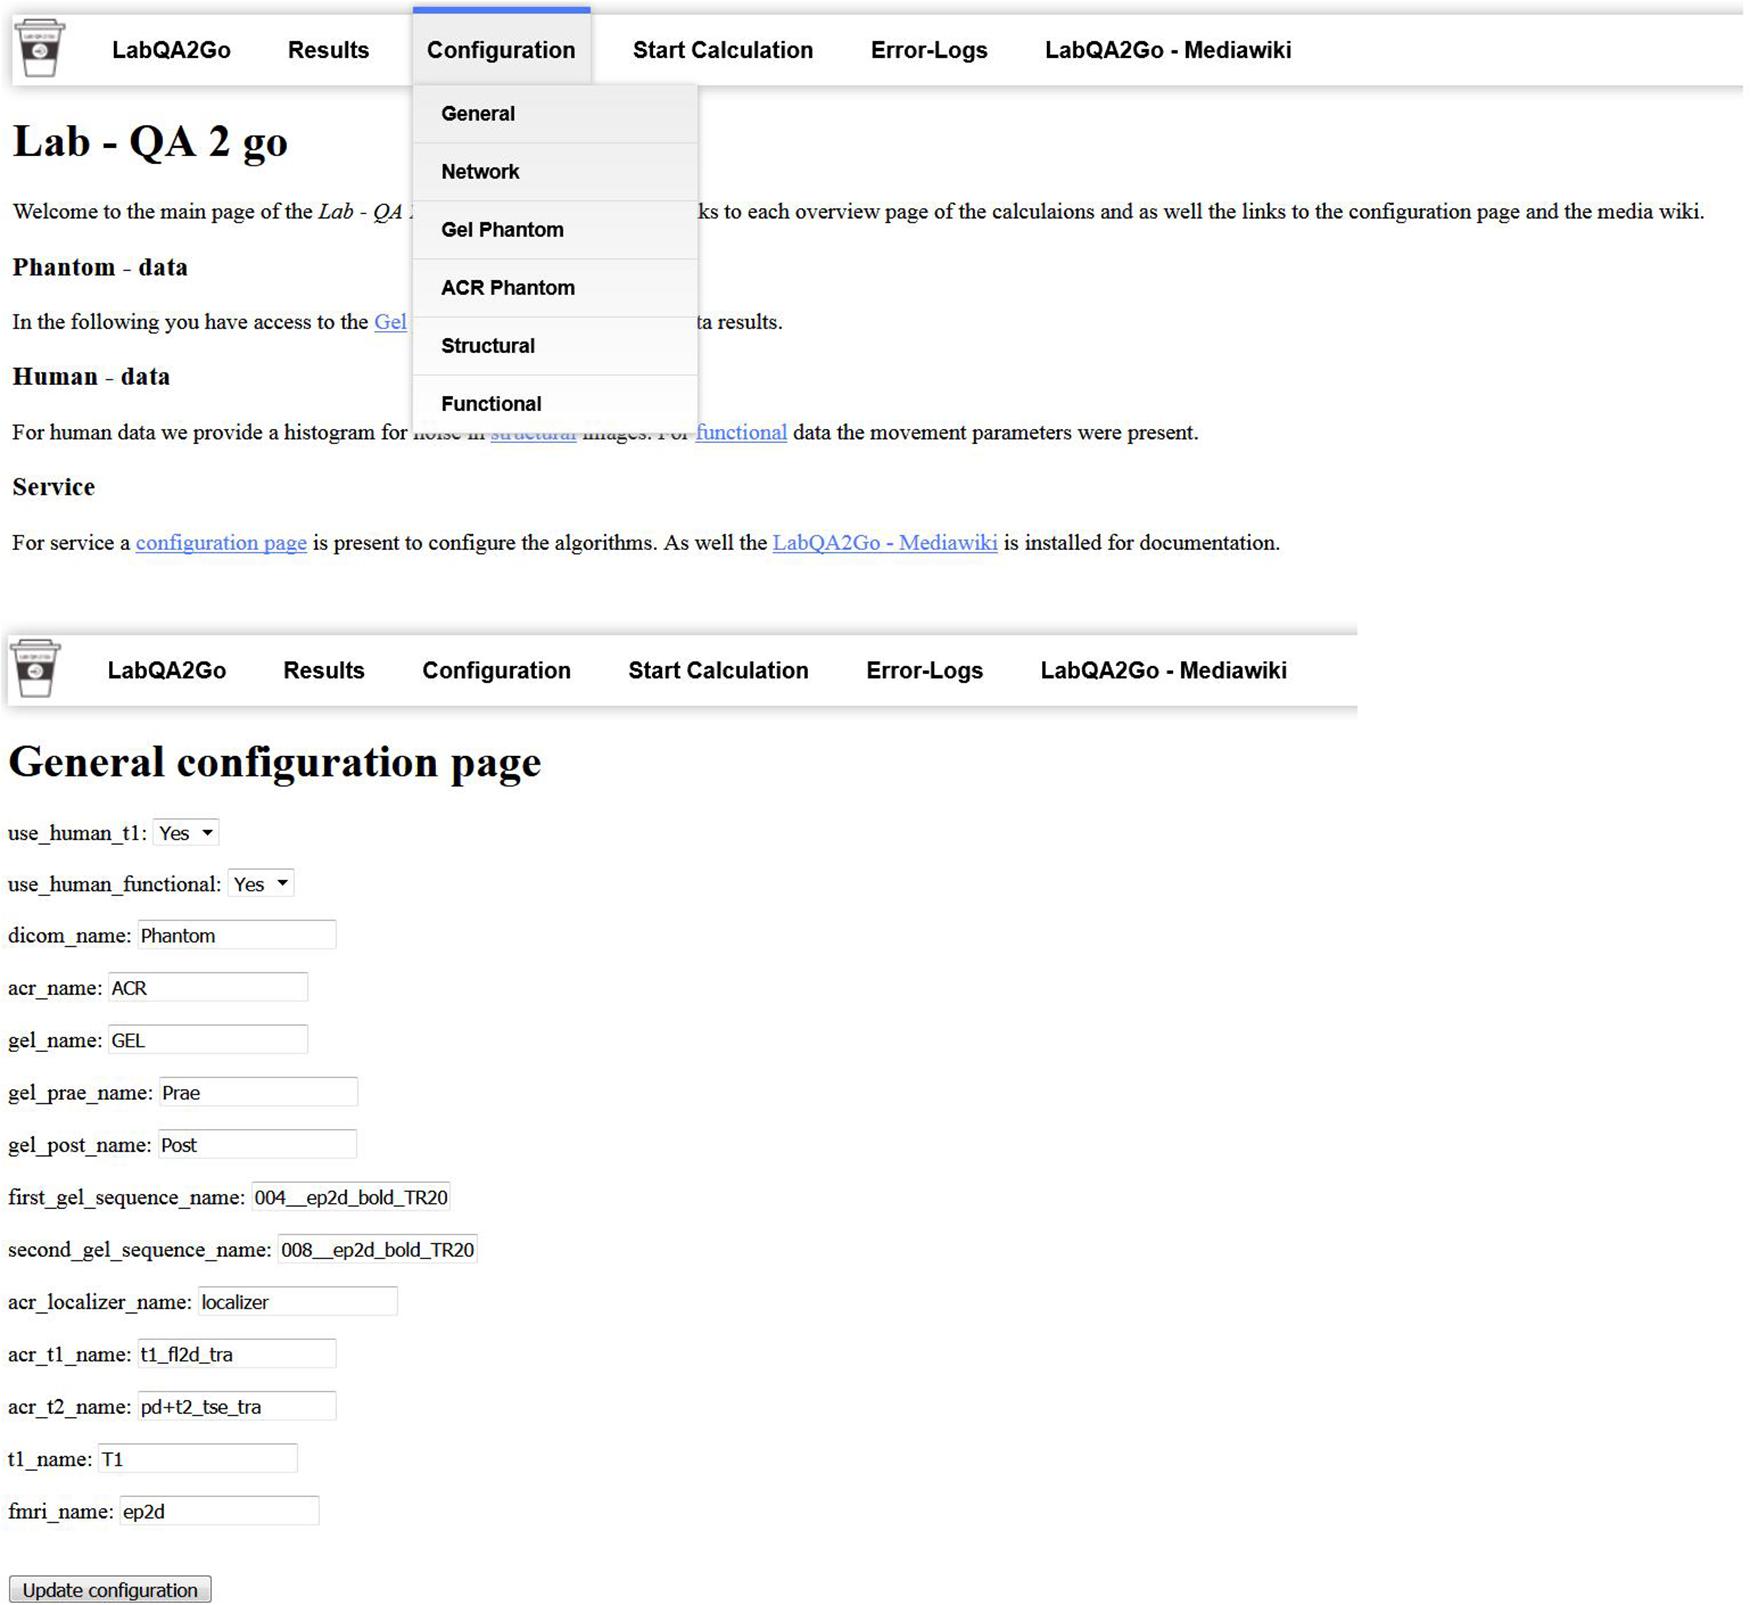 LabQA2Go Results Configuration Start Calculation Error-Logs LabQA2Go - Mediawiki
General
Network
Gel Phantom
ACR Phantom
Structural
Functional
Lab - QA 2 go
Welcome to the main page of the Lab - QA ks to each overview page of the calculaions and as well the links to the configuration page and the media wiki.
Phantom - data
In the following you have access to the Gel ta results.
Human - data
For human data we provide a histogram for noise in structural images. For functional data the movement parameters were present.
Service
For service a configuration page is present to configure the algorithms. As well the LabQA2Go - Mediawiki is installed for documentation.
LabQA2Go Results Configuration Start Calculation Error-Logs LabQA2Go - Mediawiki
General configuration page
use_human_t1: Yes
use_human_functional: Yes
dicom_name: Phantom
acr_name: ACR
gel_name: GEL
gel_prae_name: Prae
gel_post_name: Post
first_gel_sequence_name: 004__ep2d_bold_TR20
second_gel_sequence_name: 008__ep2d_bold_TR20
acr_localizer_name: localizer
acr_t1_name: t1_fl2d_tra
acr_t2_name: pd+t2_tse_tra
t1_name: T1
fmri_name: ep2d
Update configuration